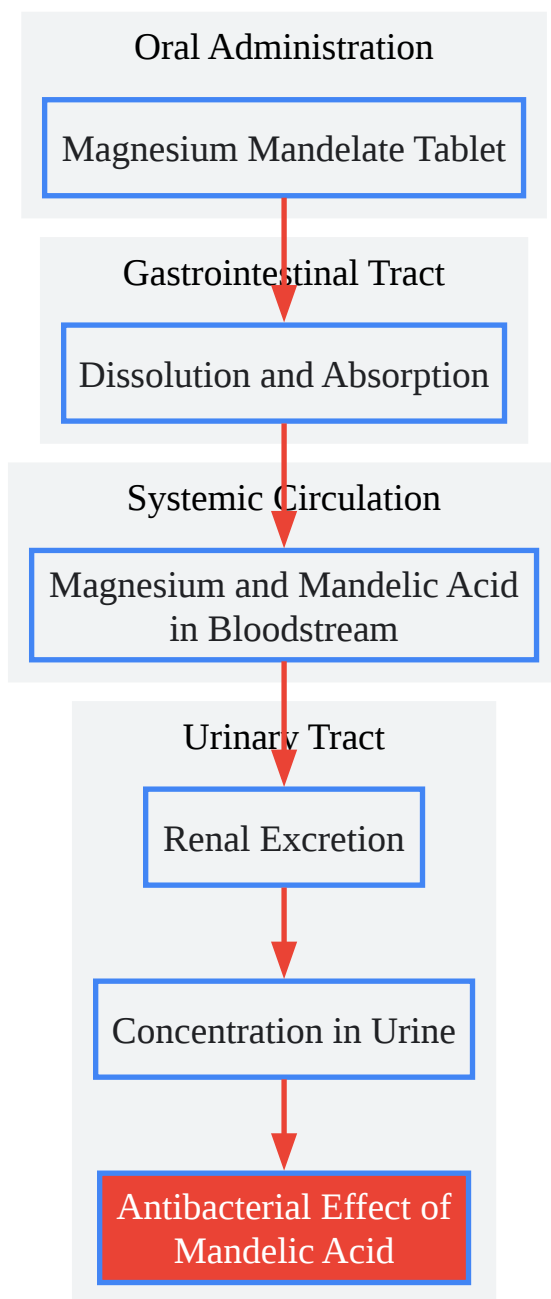 Oral Administration
Magnesium Mandelate Tablet
Gastrointestinal Tract
Dissolution and Absorption
Systemic Circulation
Magnesium and Mandelic Acid
in Bloodstream
Urinary Tract
Renal Excretion
Concentration in Urine
Antibacterial Effect of
Mandelic Acid